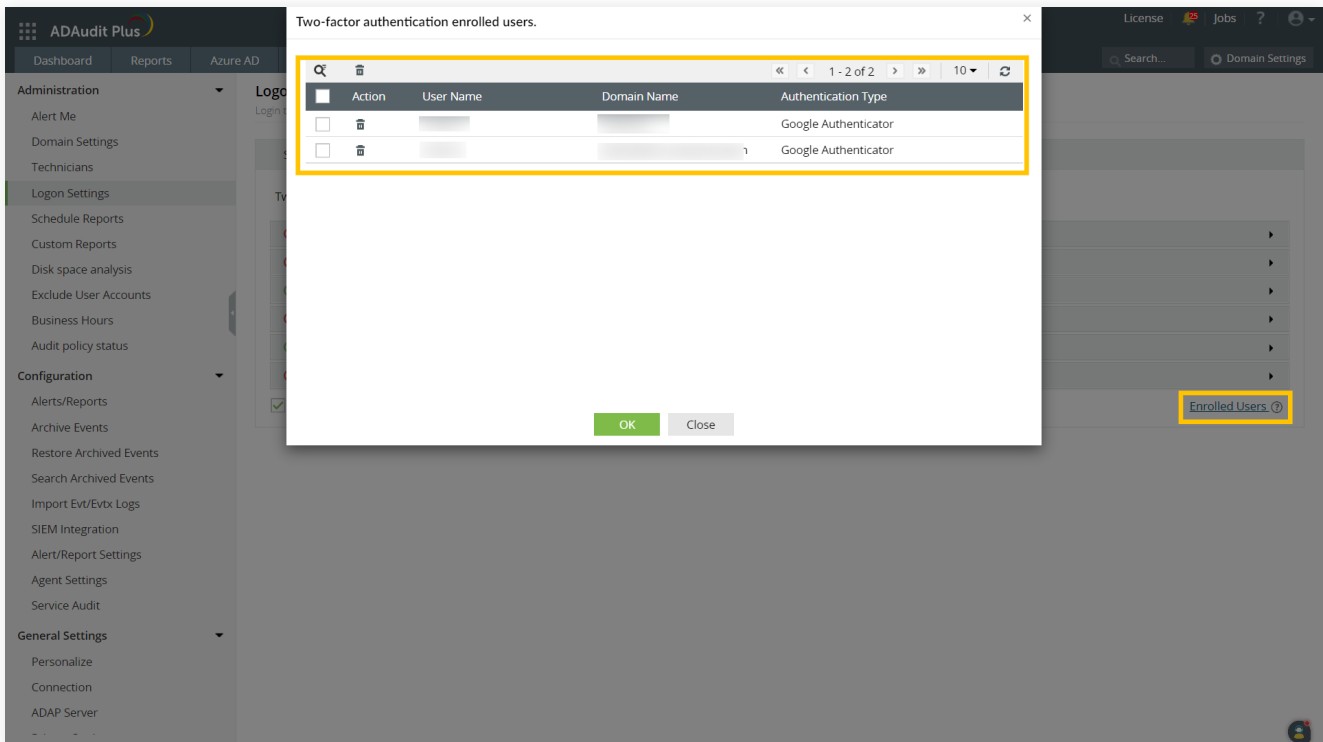 ADAudit Plus
License 25 Jobs ?
Dashboard Reports Azure AD
Search... Domain Settings
Administration
Alert Me
Domain Settings
Technicians
Logon Settings
Schedule Reports
Custom Reports
Disk space analysis
Exclude User Accounts
Business Hours
Audit policy status
Configuration
Alerts/Reports
Archive Events
Restore Archived Events
Search Archived Events
Import Evt/Evtx Logs
SIEM Integration
Alert/Report Settings
Agent Settings
Service Audit
General Settings
Personalize
Connection
ADAP Server
Two-factor authentication enrolled users.
1 - 2 of 2 10
Action User Name Domain Name Authentication Type
Google Authenticator
Google Authenticator
OK Close
Enrolled Users ?